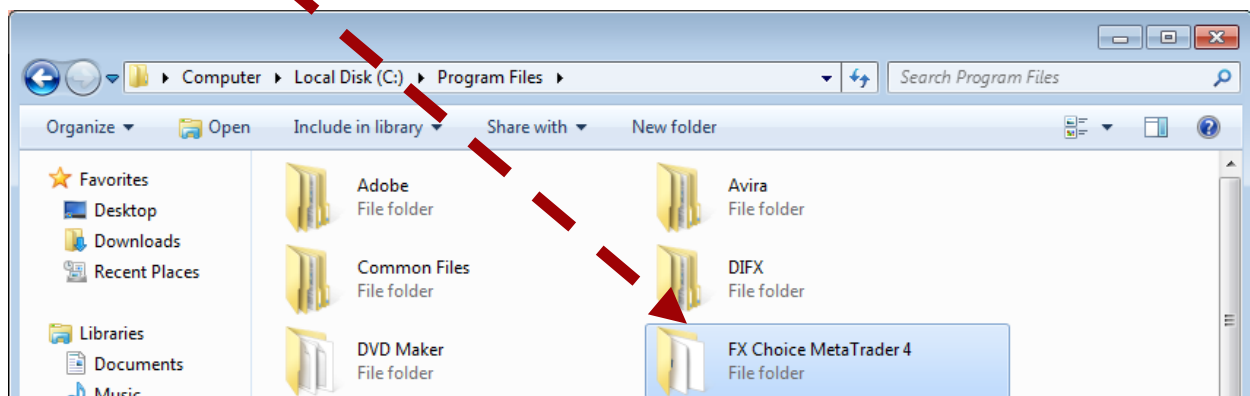 Computer Local Disk (C:) Program Files Search Program Files
Organize Open Include in library Share with New folder
Favorites
Desktop
Downloads
Recent Places
Libraries
Documents
Music
Adobe
File folder
Avira
File folder
Common Files
File folder
DIFX
File folder
DVD Maker
File folder
FX Choice MetaTrader 4
File folder